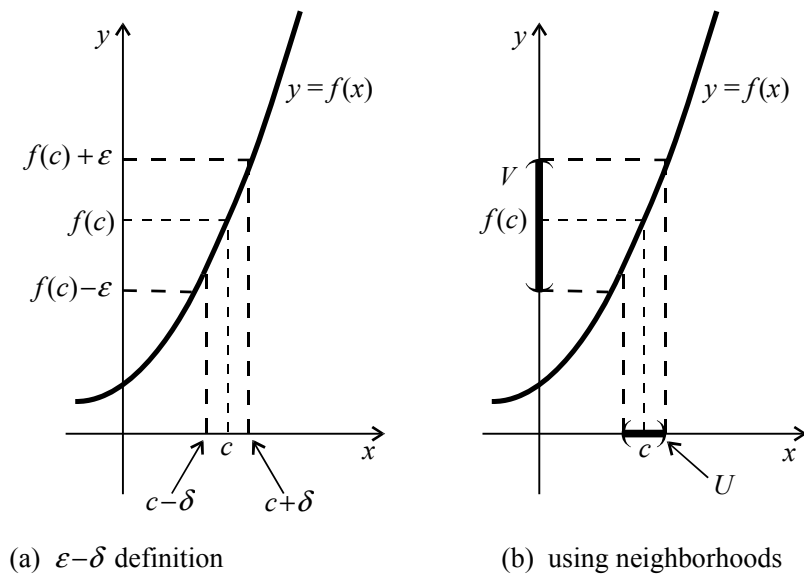 y
y = f(x)
f(c) + ε
f(c)
f(c) − ε
c
x
c−δ
c+δ
(a) ε−δ definition
y
y = f(x)
V
f(c)
c
x
U
(b) using neighborhoods